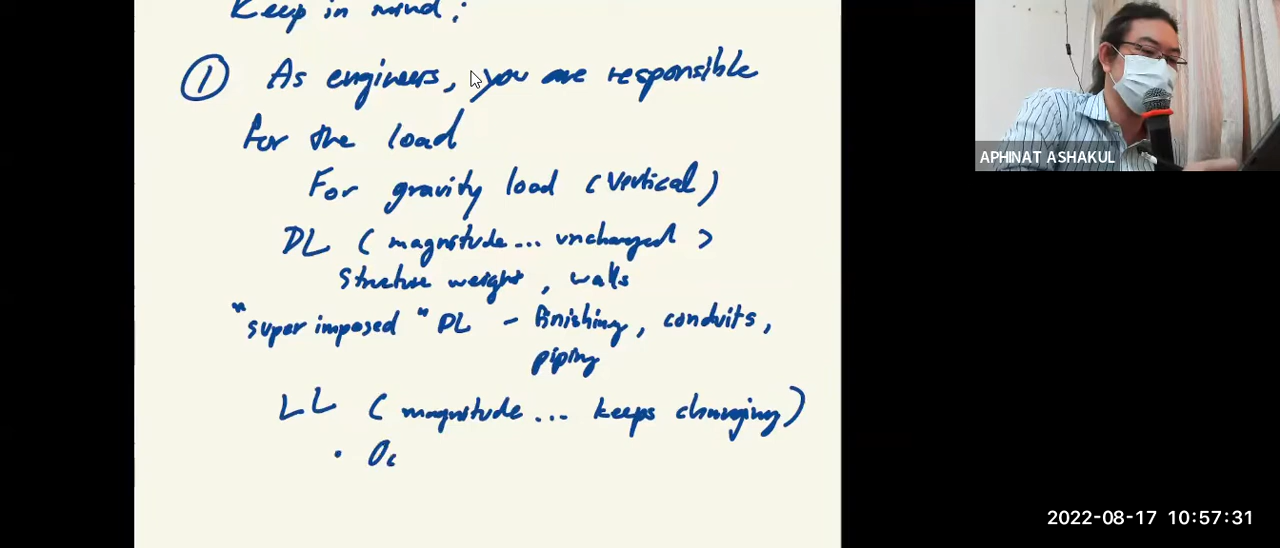 Keep in mind;
① As engineers, you are responsible
for the load
For gravity load (vertical)
DL (magnitude... unchanged)
structure weight, walls
"super imposed" DL - finishing, conduits,
piping
LL (magnitude... keeps changing)
• Oc
APHINAT ASHAKUL
2022-08-17 10:57:31